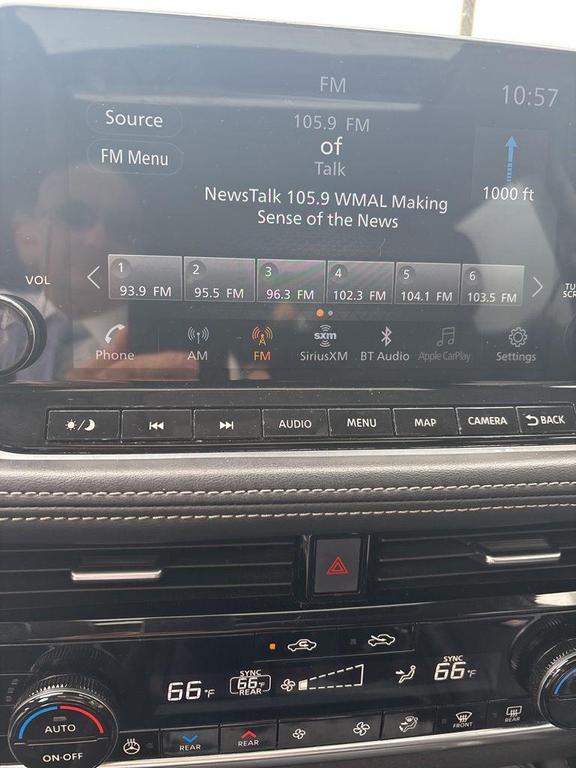 FM
10:57
Source
105.9 FM
of
FM Menu
Talk
1000 ft
NewsTalk 105.9 WMAL Making
Sense of the News
VOL
TU
SCR
1 2 3 4 5 6
93.9 FM 95.5 FM 96.3 FM 102.3 FM 104.1 FM 103.5 FM
sxm
Phone AM FM SiriusXM BT Audio Apple CarPlay Settings
AUDIO MENU MAP CAMERA BACK
SYNC SYNC
66°F 66°F 66°F
REAR
AUTO
ON·OFF
REAR REAR FRONT REAR